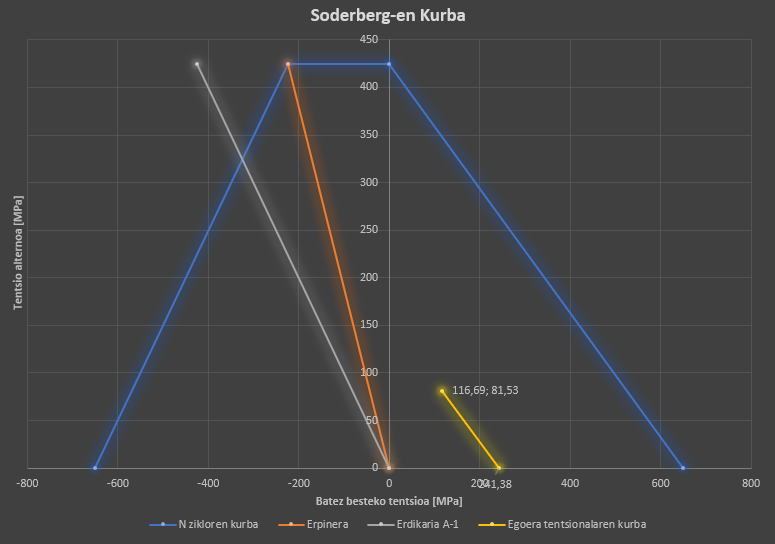 Soderberg-en Kurba
450
400
350
300
250
200
150
100
50
0
Tentsio alternoa [MPa]
116,69; 81,53
241,38
-800 -600 -400 -200 0 200 400 600 800
Batez besteko tentsioa [MPa]
N zikloren kurba Erpinera Erdikaria A-1 Egoera tentsionalaren kurba